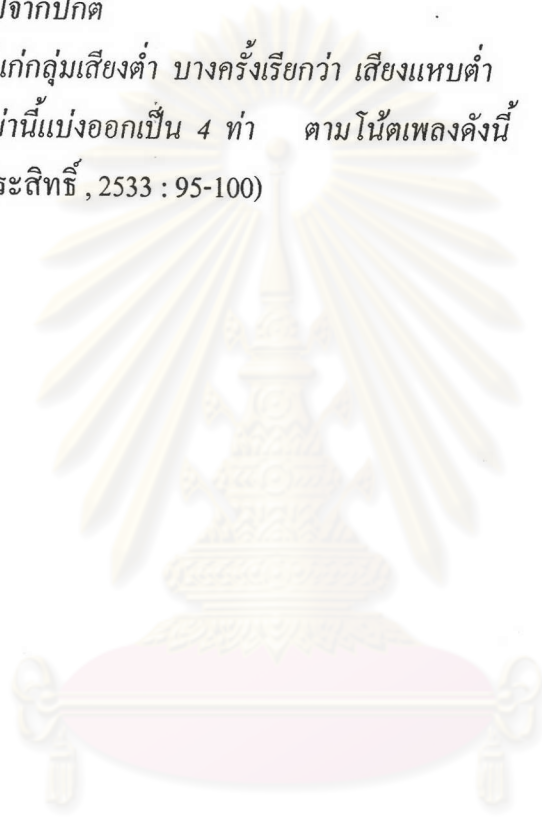 ปจากปกติ
แก่กลุ่มเสียงต่ำ บางครั้งเรียกว่า เสียงแหบต่ำ
ม่านี้แบ่งออกเป็น 4 ท่า ตามโน้ตเพลงดังนี้
ระสิทธิ์ , 2533 : 95-100)